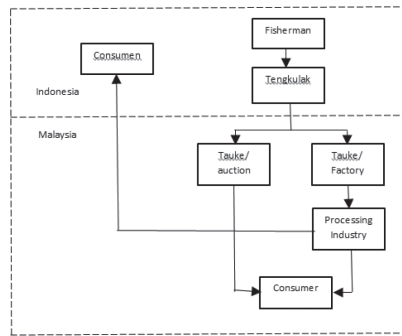 Fisherman
Consumen
Tengkulak
Indonesia
Malaysia
Tauke/
auction
Tauke/
Factory
Processing
Industry
Consumer